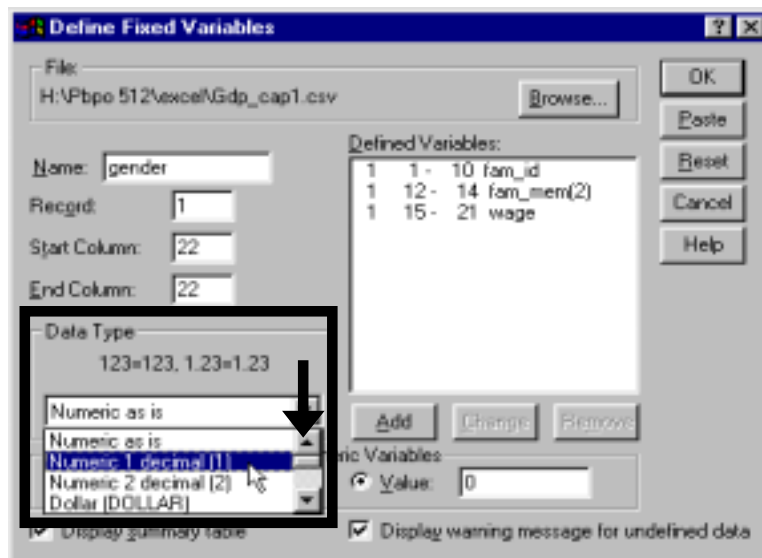 Define Fixed Variables
File:
H:\Pbpo 512\excel\Gdp_cap1.csv
Browse...
OK
Paste
Reset
Cancel
Help
Name: gender
Record: 1
Start Column: 22
End Column: 22
Defined Variables:
1 1 - 10 fam_id
1 12 - 14 fam_mem(2)
1 15 - 21 wage
Data Type
123=123, 1.23=1.23
Numeric as is
Numeric as is
Numeric 1 decimal (1)
Numeric 2 decimal (2)
Dollar (DOLLAR)
Add
Change
Remove
ric Variables
Value: 0
Display summary table
Display warning message for undefined data